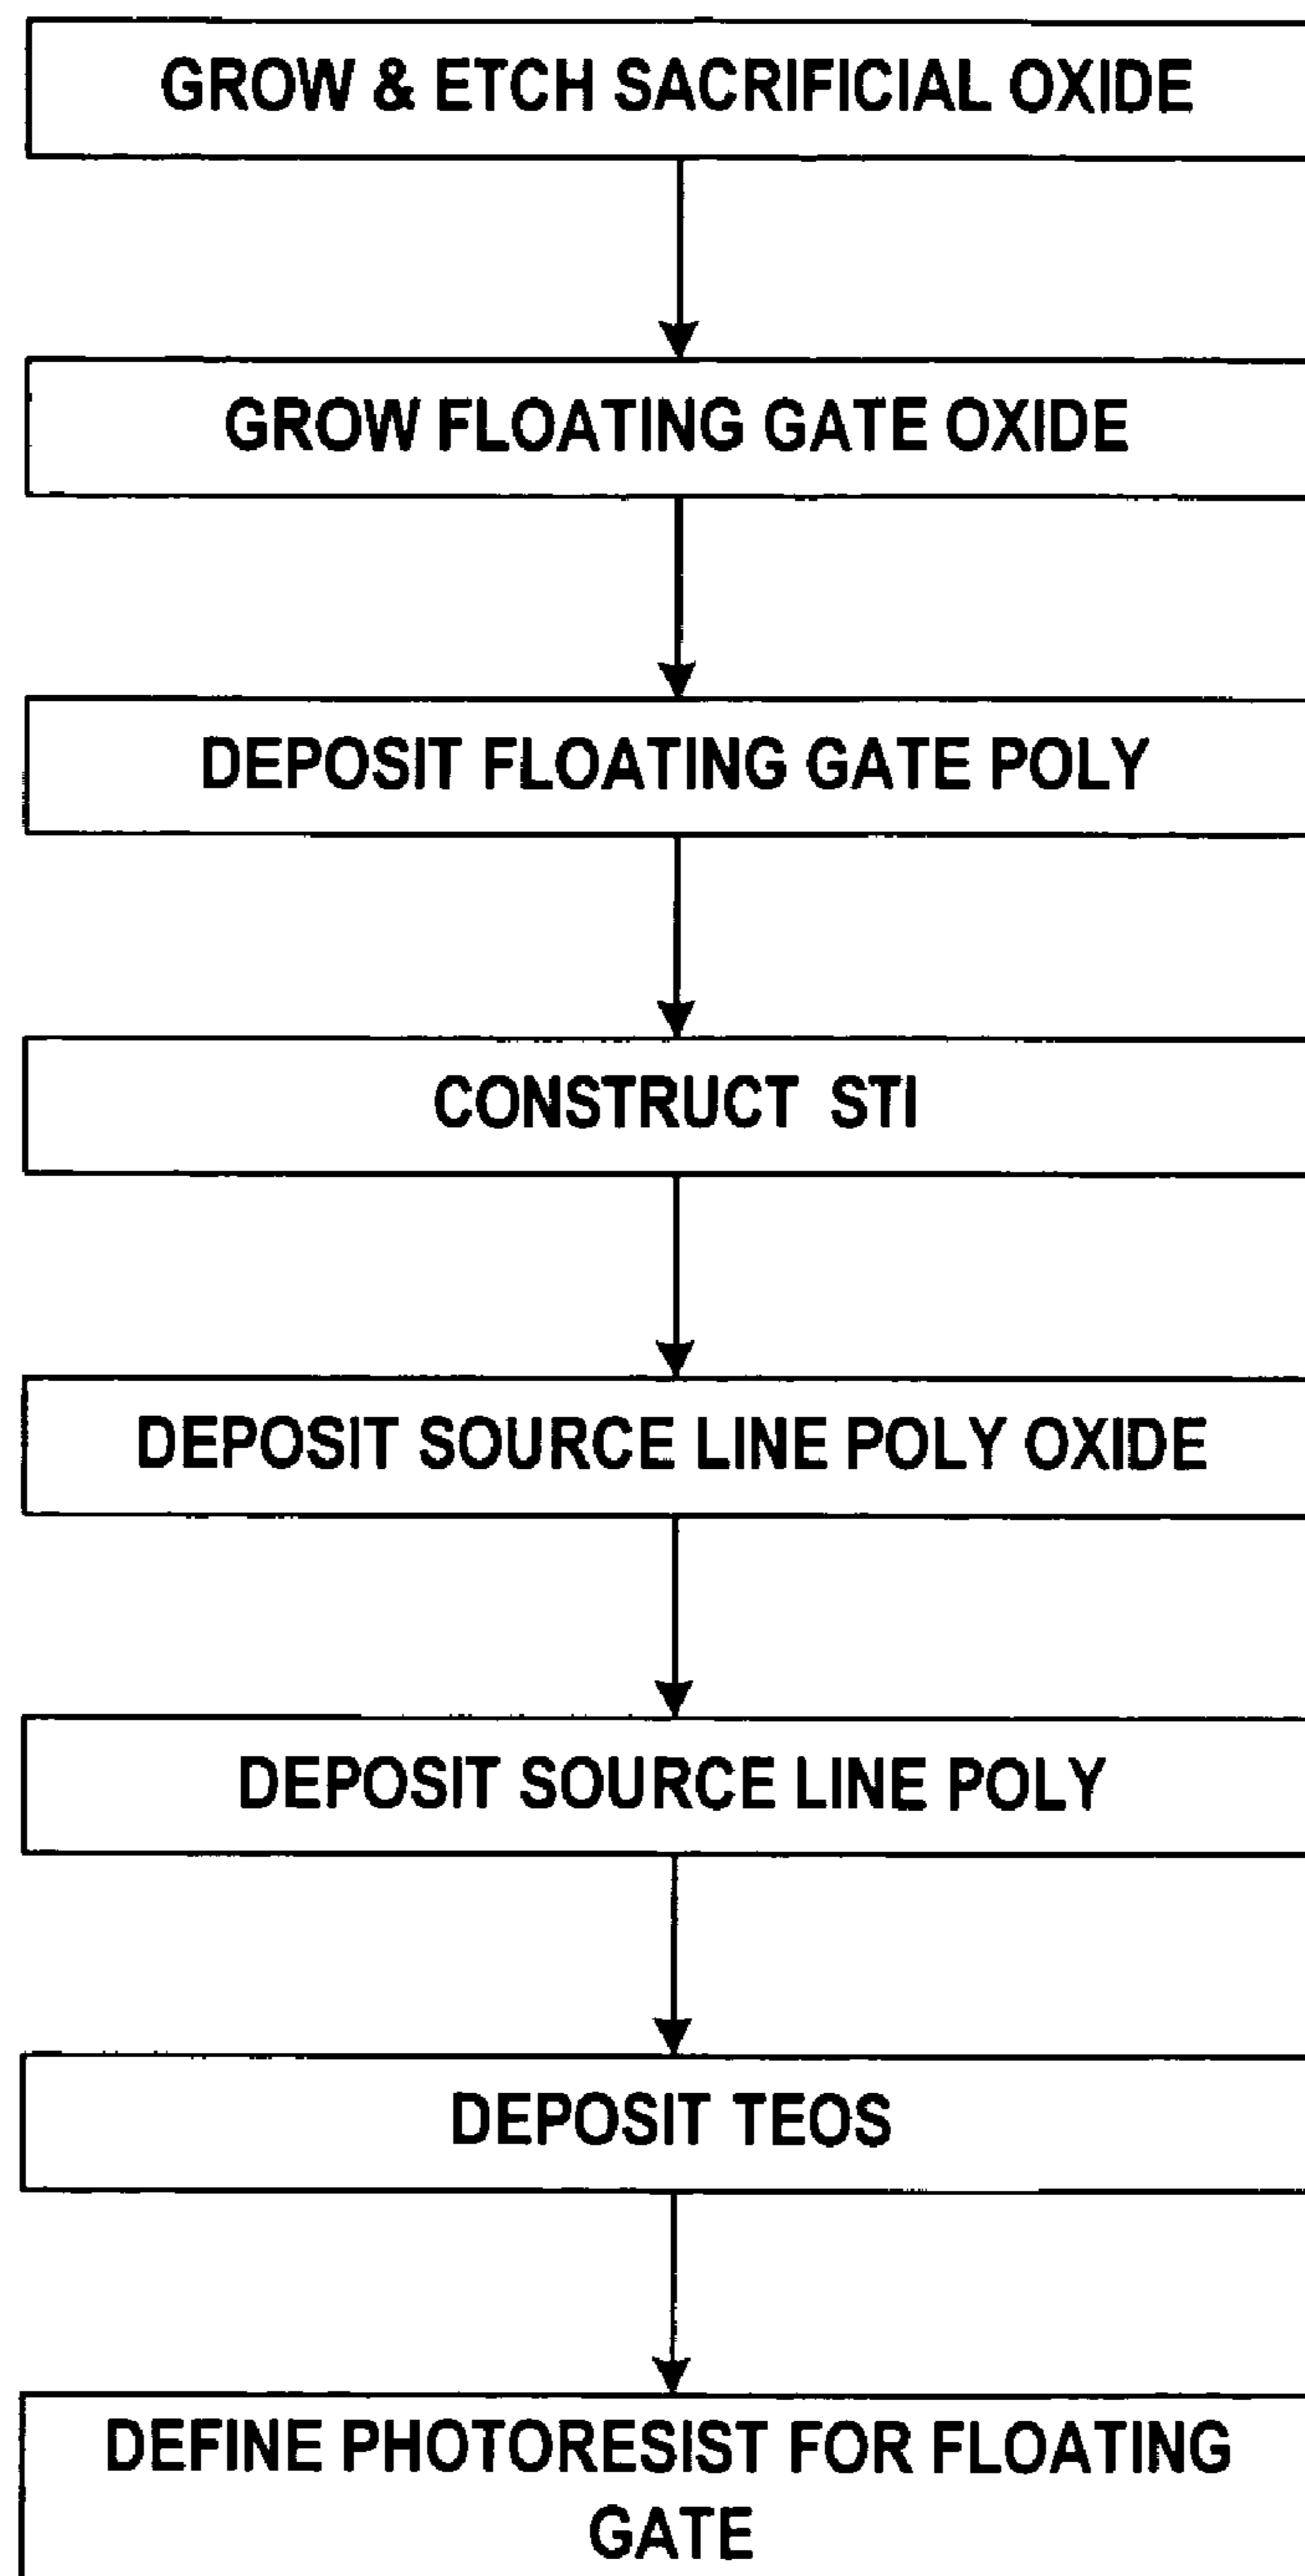 GROW & ETCH SACRIFICIAL OXIDE
GROW FLOATING GATE OXIDE
DEPOSIT FLOATING GATE POLY
CONSTRUCT STI
DEPOSIT SOURCE LINE POLY OXIDE
DEPOSIT SOURCE LINE POLY
DEPOSIT TEOS
DEFINE PHOTORESIST FOR FLOATING
GATE